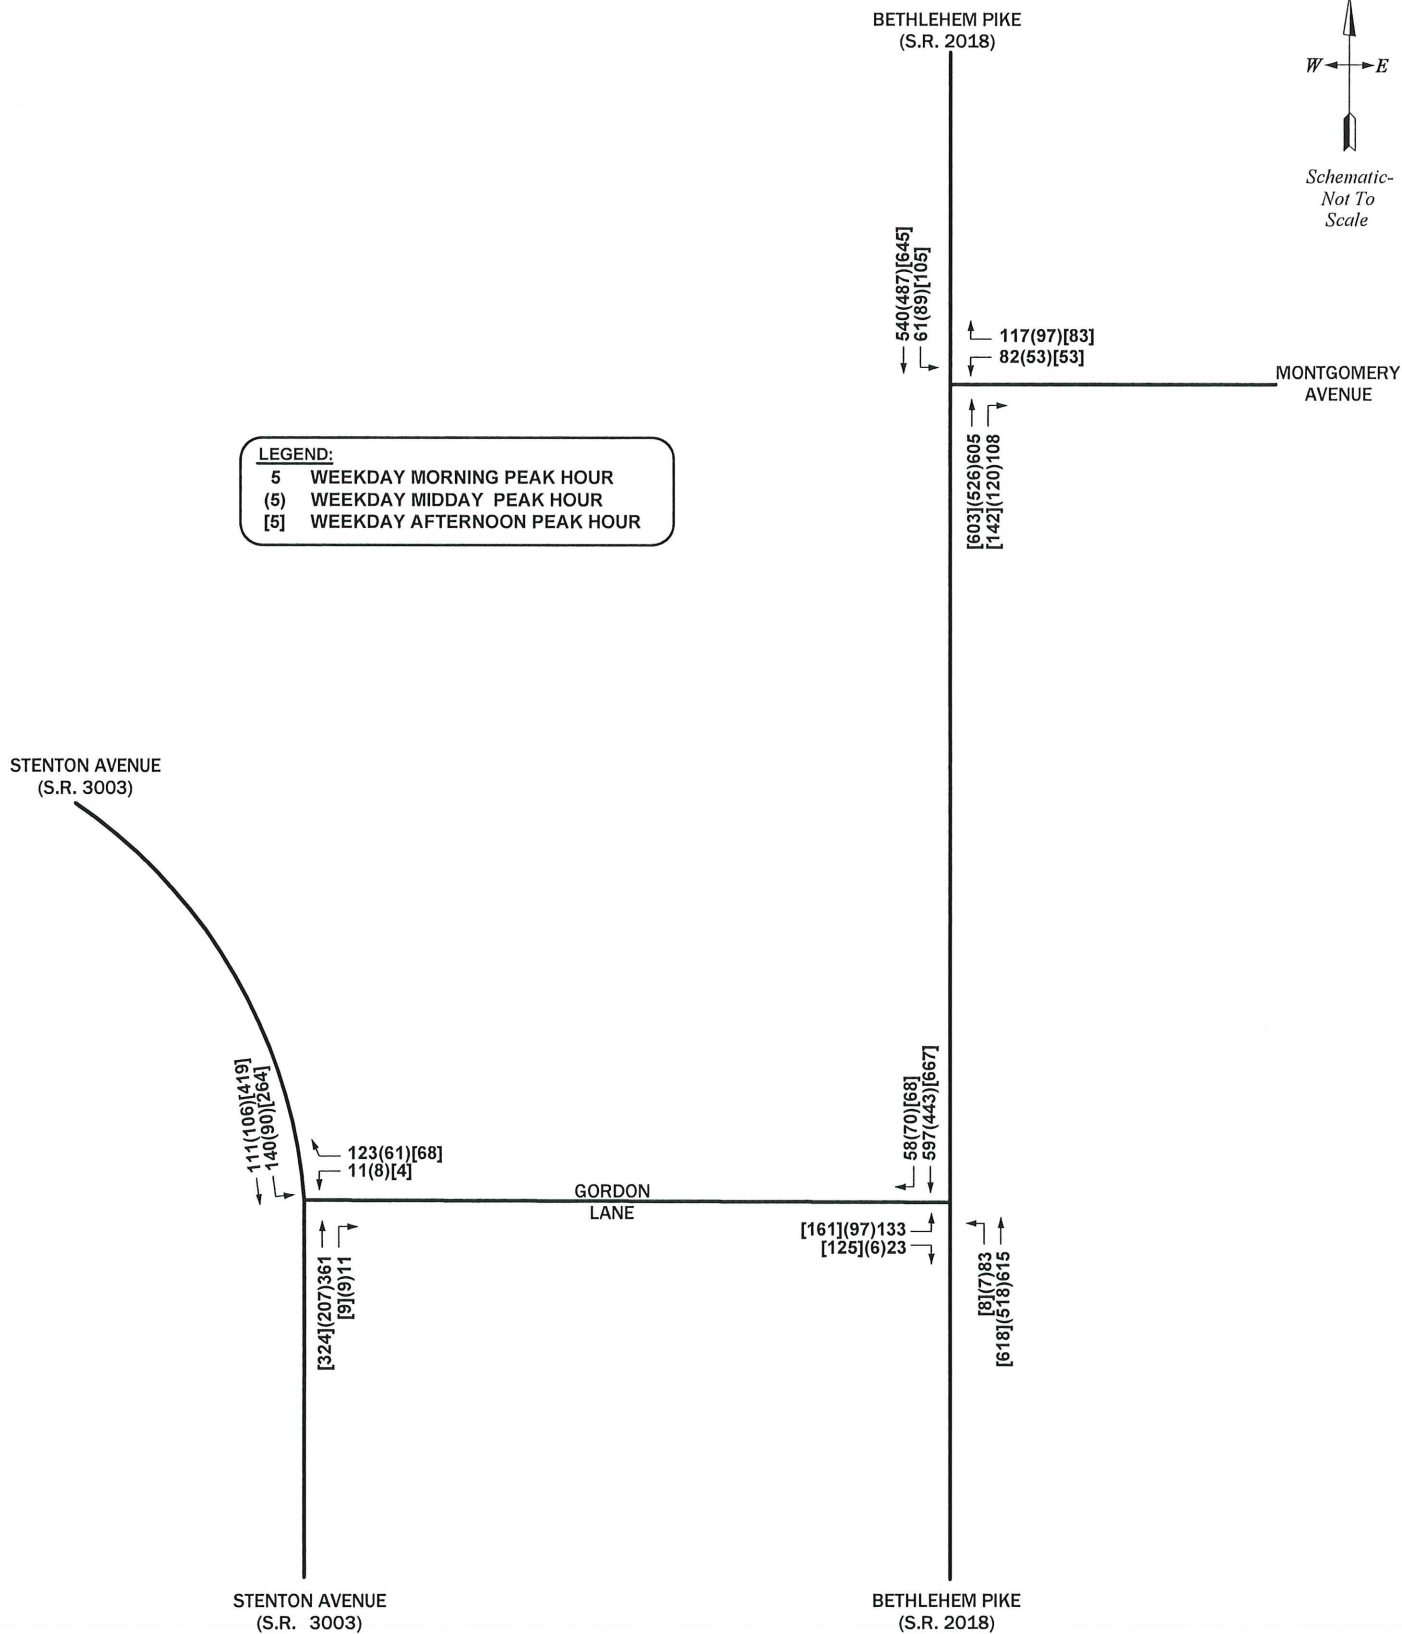 BETHLEHEM PIKE
(S.R. 2018)
W E
Schematic-
Not To
Scale
540(487)[645]
61(89)[105]
117(97)[83]
82(53)[53]
MONTGOMERY
AVENUE
[603](526)605
[142](120)108
LEGEND:
5 WEEKDAY MORNING PEAK HOUR
(5) WEEKDAY MIDDAY PEAK HOUR
[5] WEEKDAY AFTERNOON PEAK HOUR
STENTON AVENUE
(S.R. 3003)
111(106)[419]
140(90)[264]
123(61)[68]
11(8)[4]
GORDON
LANE
58(70)[68]
597(443)[667]
[161](97)133
[125](6)23
[324](207)361
[9](9)11
[8](7)83
[618](518)615
STENTON AVENUE
(S.R. 3003)
BETHLEHEM PIKE
(S.R. 2018)